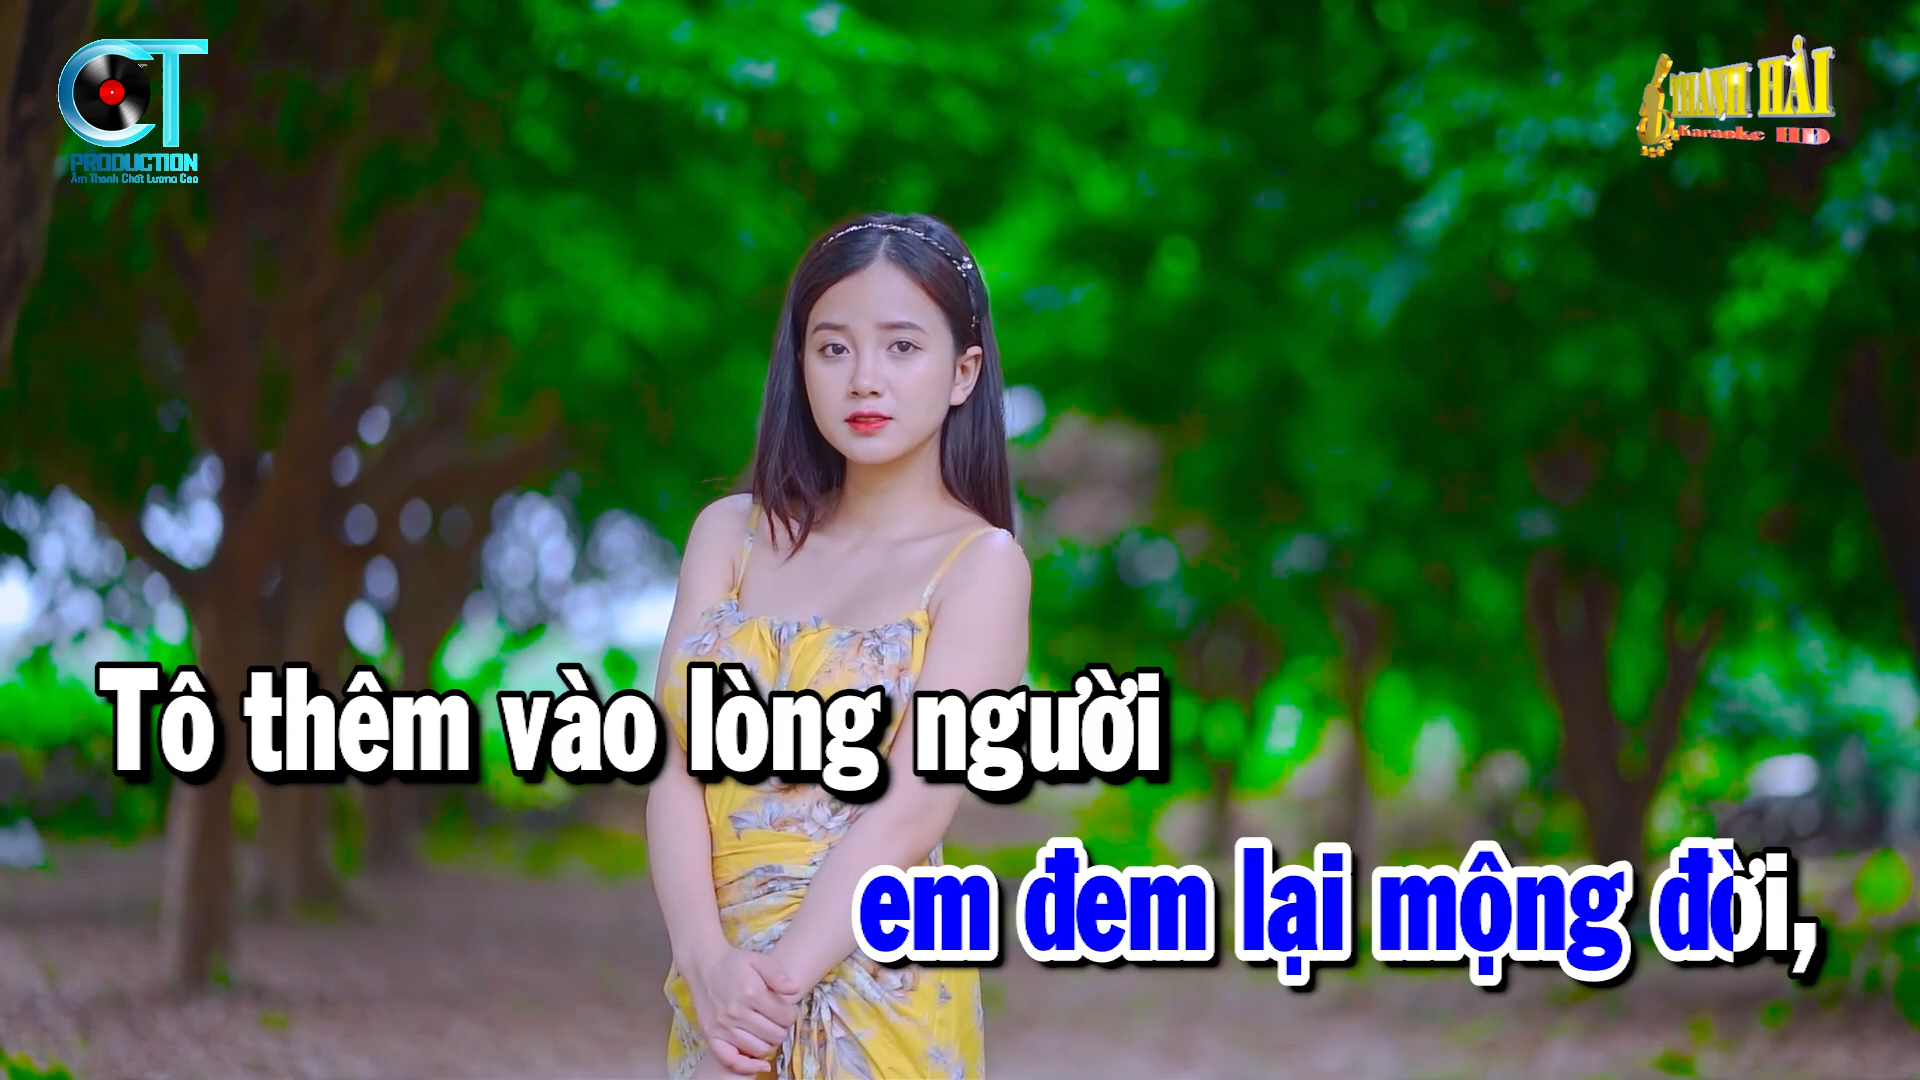 CT
PRODUCTION
Âm Thanh Chất Lượng Cao
THANH HẢI
Karaoke HD
Tô thêm vào lòng người
em đem lại mộng đời,